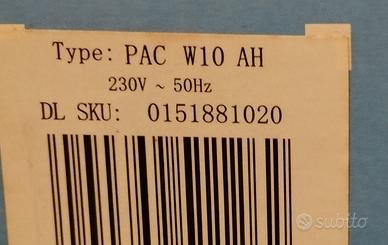 Type: PAC W10 AH
230V ~ 50Hz
DL SKU: 0151881020
subito